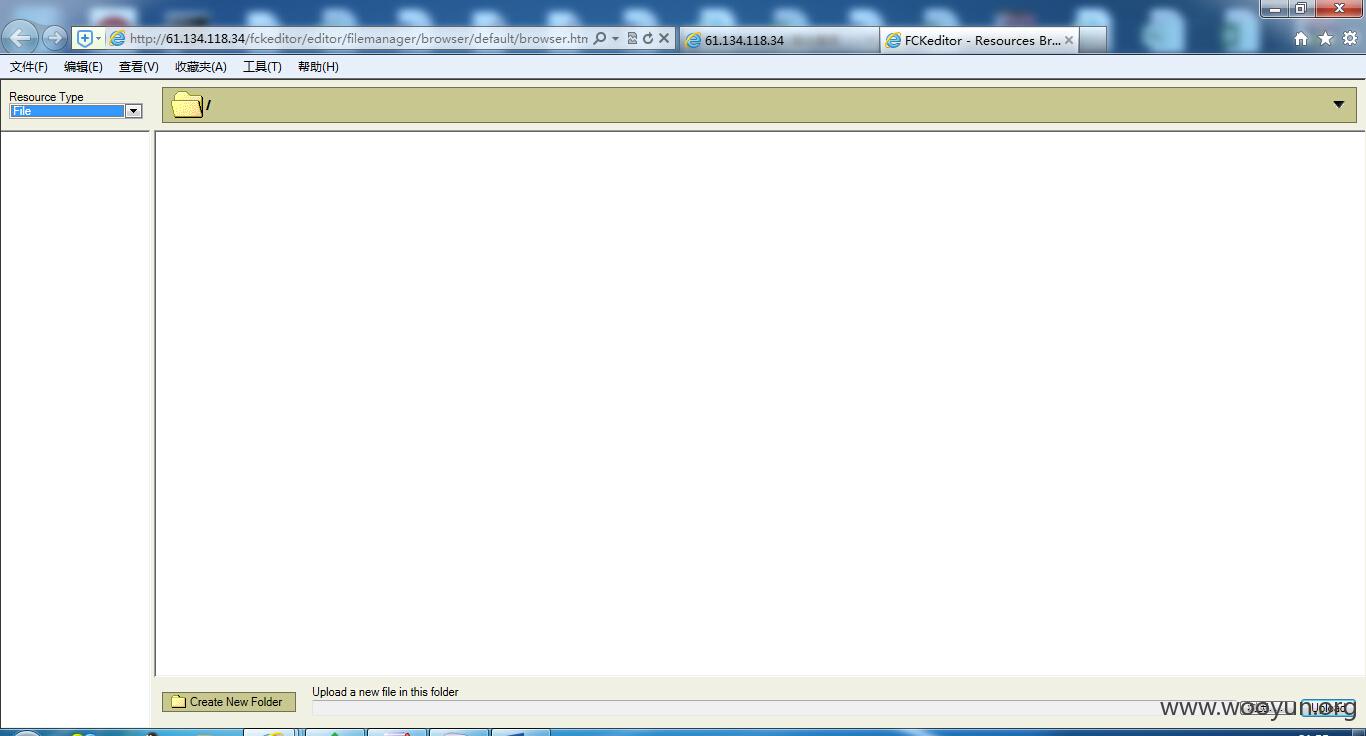 http://61.134.118.34/fckeditor/editor/filemanager/browser/default/browser.htn
61.134.118.34
FCKeditor - Resources Br...
文件(F) 编辑(E) 查看(V) 收藏夹(A) 工具(T) 帮助(H)
Resource Type
File
/
Create New Folder
Upload a new file in this folder
Upload
www.wooyun.org